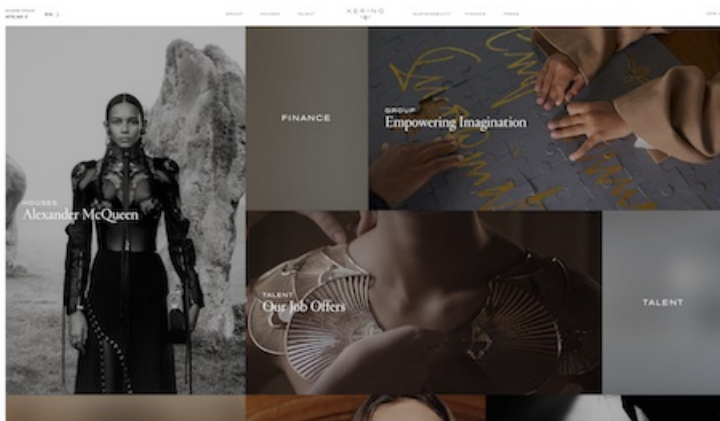 GROUP HOUSES TALENT
KERING
SUSTAINABILITY FINANCE PRESS
HOUSES
Alexander McQueen
FINANCE
GROUP
Empowering Imagination
TALENT
Our Job Offers
TALENT